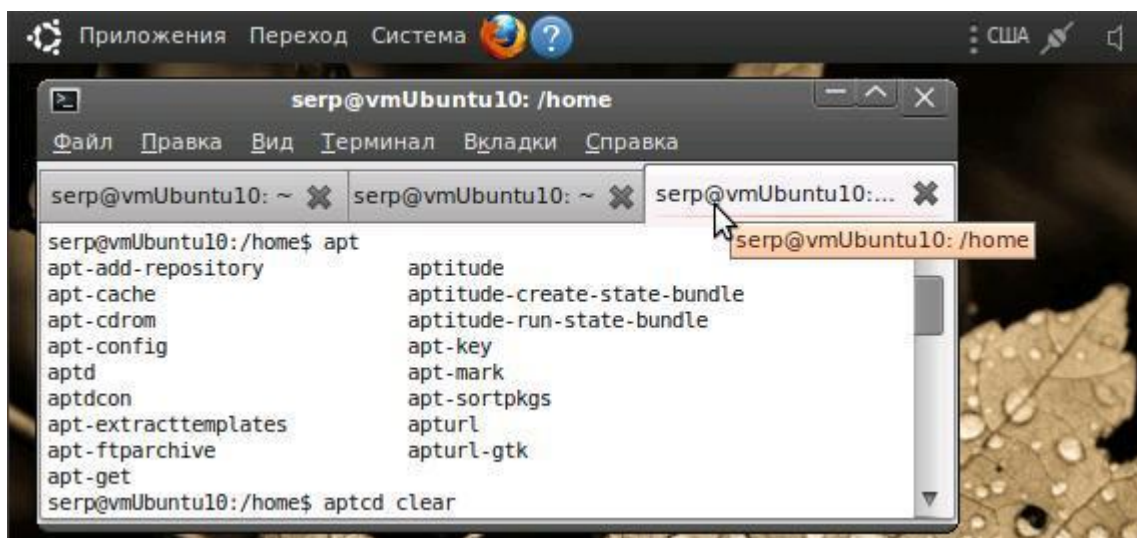 Приложения Переход Система США
serp@vmUbuntu10: /home
Файл Правка Вид Терминал Вкладки Справка
serp@vmUbuntu10: ~ serp@vmUbuntu10: ~ serp@vmUbuntu10:...
serp@vmUbuntu10: /home
serp@vmUbuntu10:/home$ apt
apt-add-repository aptitude
apt-cache aptitude-create-state-bundle
apt-cdrom aptitude-run-state-bundle
apt-config apt-key
aptd apt-mark
aptdcon apt-sortpkgs
apt-extracttemplates apturl
apt-ftparchive apturl-gtk
apt-get
serp@vmUbuntu10:/home$ aptcd clear